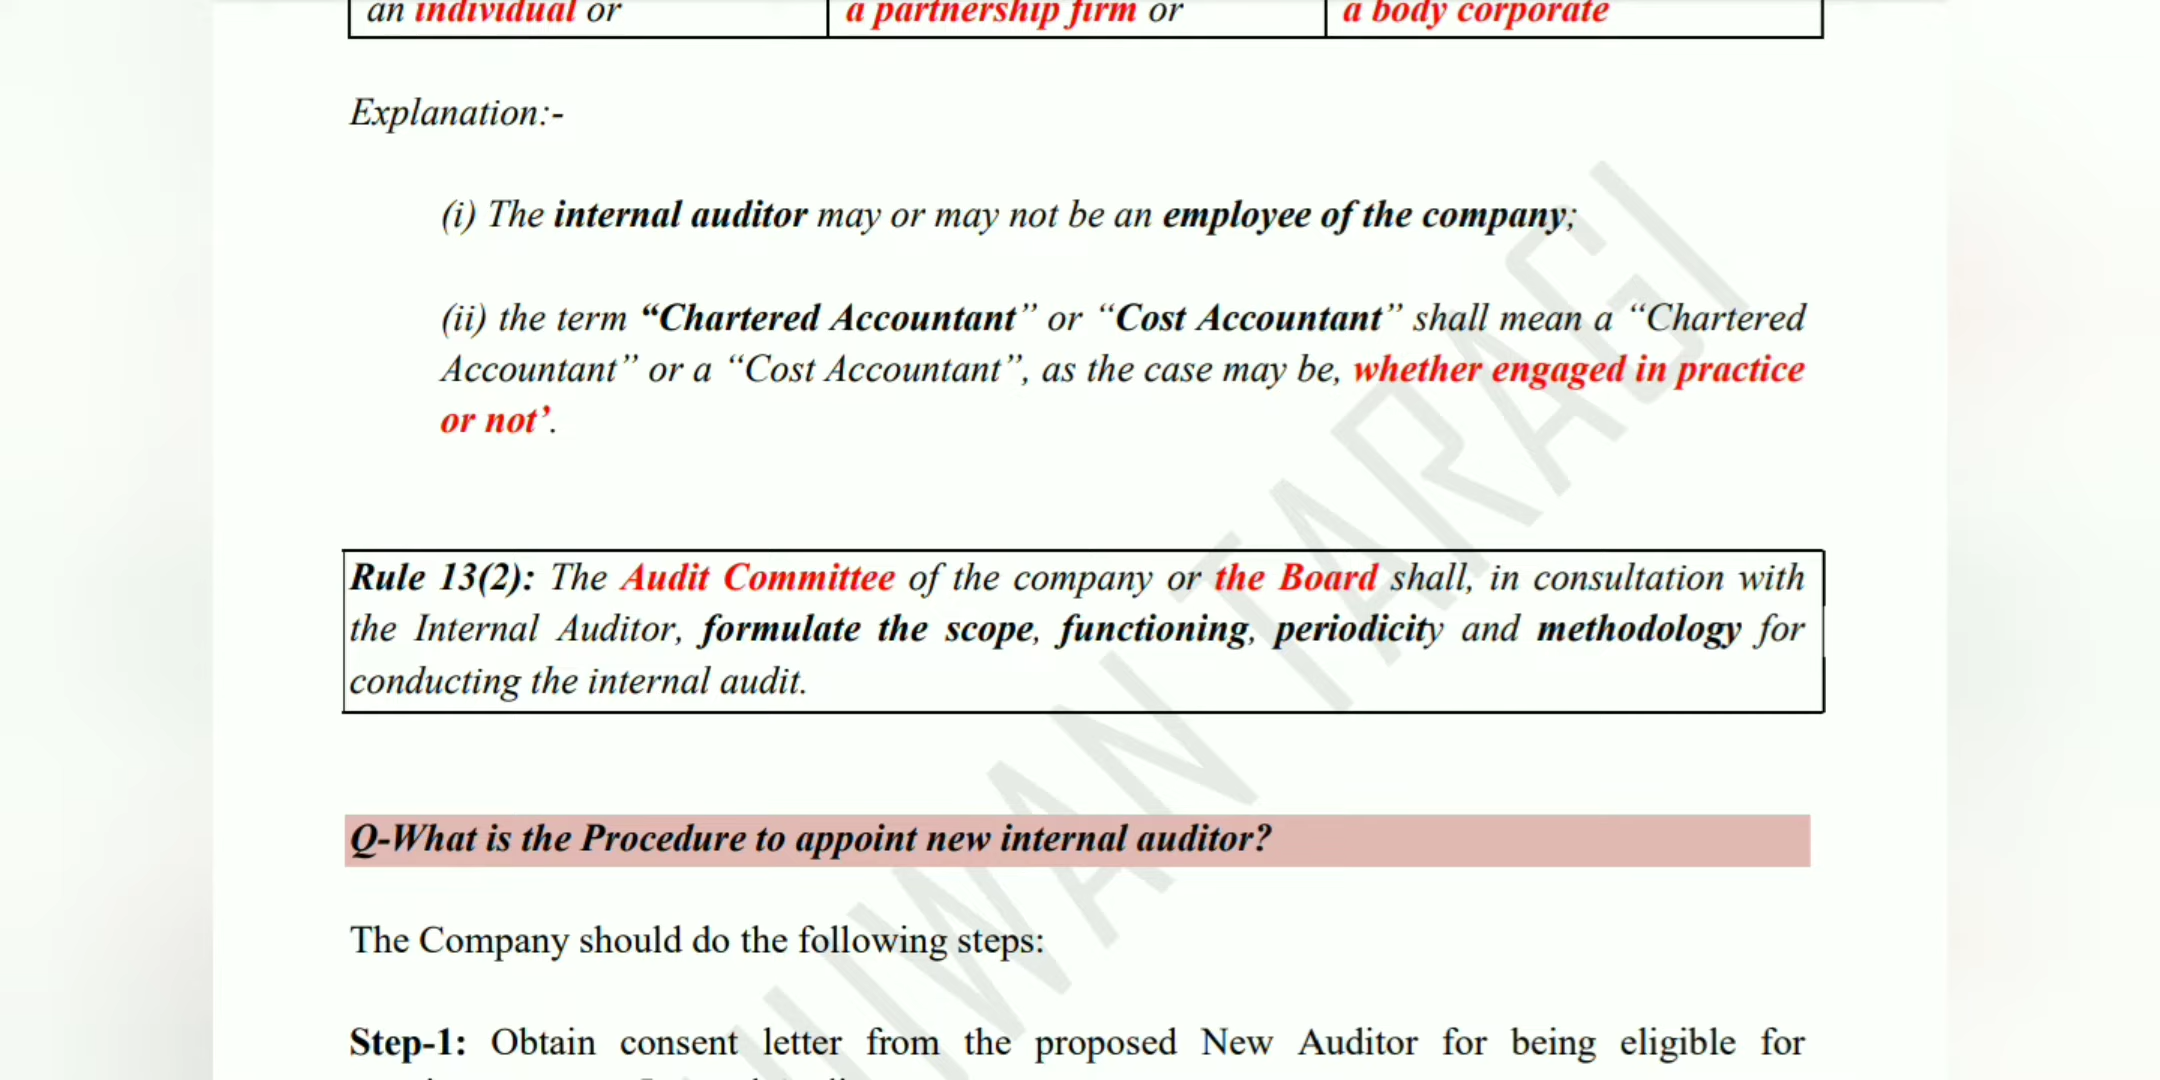 an individual or
a partnership firm or
a body corporate
Explanation:-
(i) The internal auditor may or may not be an employee of the company;
(ii) the term “Chartered Accountant” or “Cost Accountant” shall mean a “Chartered
Accountant” or a “Cost Accountant”, as the case may be, whether engaged in practice
or not’.
Rule 13(2): The Audit Committee of the company or the Board shall, in consultation with
the Internal Auditor, formulate the scope, functioning, periodicity and methodology for
conducting the internal audit.
Q-What is the Procedure to appoint new internal auditor?
The Company should do the following steps:
Step-1: Obtain consent letter from the proposed New Auditor for being eligible for
TARAGI